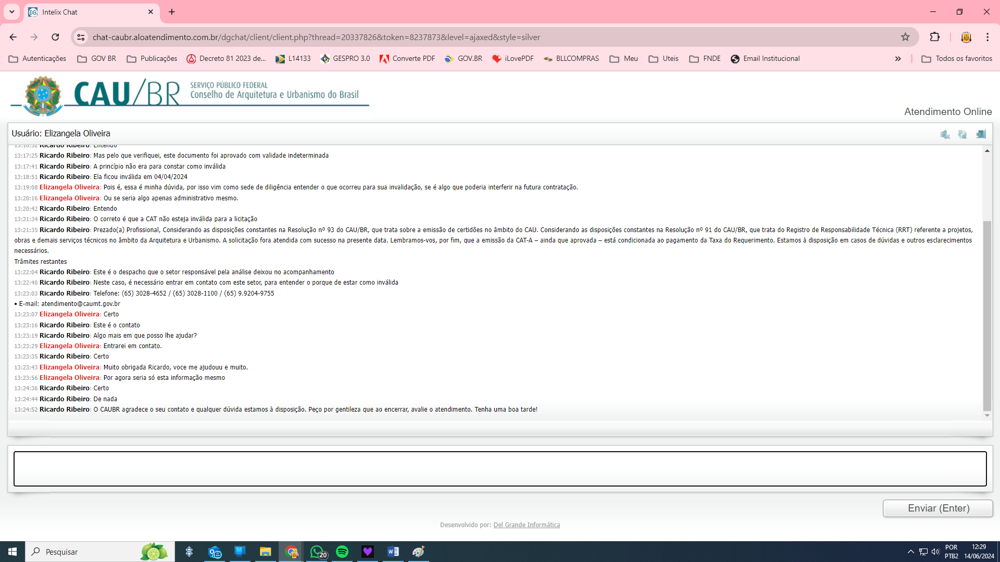 Intelix Chat
chat-caubr.aloatendimento.com.br/dgchat/client/client.php?thread=20337826&token=8237873&level=ajaxed&style=silver
Autenticações GOV BR Publicações Decreto 81 2023 de... L14133 GESPRO 3.0 Converte PDF GOV.BR iLovePDF BLLCOMPRAS Meu Uteis FNDE Email Institucional » Todos os favoritos
CAU/BR
SERVIÇO PÚBLICO FEDERAL
Conselho de Arquitetura e Urbanismo do Brasil
Atendimento Online
Usuário: Elizangela Oliveira
Ricardo Ribeiro: Entendo
13:17:25 Ricardo Ribeiro: Mas pelo que verifiquei, este documento foi aprovado com validade indeterminada
13:17:41 Ricardo Ribeiro: A princípio não era para constar como inválida
13:18:51 Ricardo Ribeiro: Ela ficou inválida em 04/04/2024
13:19:08 Elizangela Oliveira: Pois é, essa é minha dúvida, por isso vim como sede de diligência entender o que ocorreu para sua invalidação, se é algo que poderia interferir na futura contratação.
13:20:16 Elizangela Oliveira: Ou se seria algo apenas administrativo mesmo.
13:20:42 Ricardo Ribeiro: Entendo
13:21:34 Ricardo Ribeiro: O correto é que a CAT não esteja inválida para a licitação
13:21:35 Ricardo Ribeiro: Prezado(a) Profissional, Considerando as disposições constantes na Resolução nº 93 do CAU/BR, que trata sobre a emissão de certidões no âmbito do CAU. Considerando as disposições constantes na Resolução nº 91 do CAU/BR, que trata do Registro de Responsabilidade Técnica (RRT) referente a projetos,
obras e demais serviços técnicos no âmbito da Arquitetura e Urbanismo. A solicitação fora atendida com sucesso na presente data. Lembramos-vos, por fim, que a emissão da CAT-A – ainda que aprovada – está condicionada ao pagamento da Taxa do Requerimento. Estamos à disposição em casos de dúvidas e outros esclarecimentos
necessários.
Trâmites restantes
13:22:04 Ricardo Ribeiro: Este é o despacho que o setor responsável pela análise deixou no acompanhamento
13:22:40 Ricardo Ribeiro: Neste caso, é necessário entrar em contato com este setor, para entender o porque de estar como inválida
13:23:03 Ricardo Ribeiro: Telefone: (65) 3028-4652 / (65) 3028-1100 / (65) 9.9204-9755
• E-mail: atendimento@caumt.gov.br
13:23:07 Elizangela Oliveira: Certo
13:23:16 Ricardo Ribeiro: Este é o contato
13:23:19 Ricardo Ribeiro: Algo mais em que posso lhe ajudar?
13:23:29 Elizangela Oliveira: Entrarei em contato.
13:23:35 Ricardo Ribeiro: Certo
13:23:43 Elizangela Oliveira: Muito obrigada Ricardo, voce me ajudouu e muito.
13:23:56 Elizangela Oliveira: Por agora seria só esta informação mesmo
13:24:36 Ricardo Ribeiro: Certo
13:24:44 Ricardo Ribeiro: De nada
13:24:52 Ricardo Ribeiro: O CAUBR agradece o seu contato e qualquer dúvida estamos à disposição. Peço por gentileza que ao encerrar, avalie o atendimento. Tenha uma boa tarde!
Enviar (Enter)
Desenvolvido por: Del Grande Informática
Pesquisar
20
POR
PTB2
12:29
14/06/2024